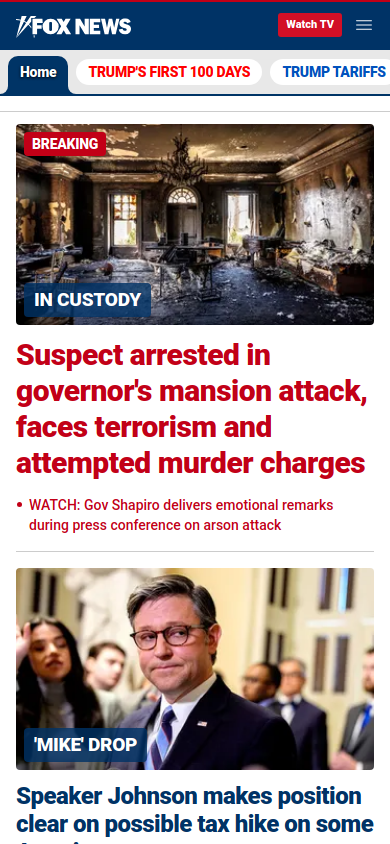 FOX NEWS
Watch TV
Home
TRUMP'S FIRST 100 DAYS
TRUMP TARIFFS
BREAKING
IN CUSTODY
Suspect arrested in
governor's mansion attack,
faces terrorism and
attempted murder charges
• WATCH: Gov Shapiro delivers emotional remarks
during press conference on arson attack
'MIKE' DROP
Speaker Johnson makes position
clear on possible tax hike on some